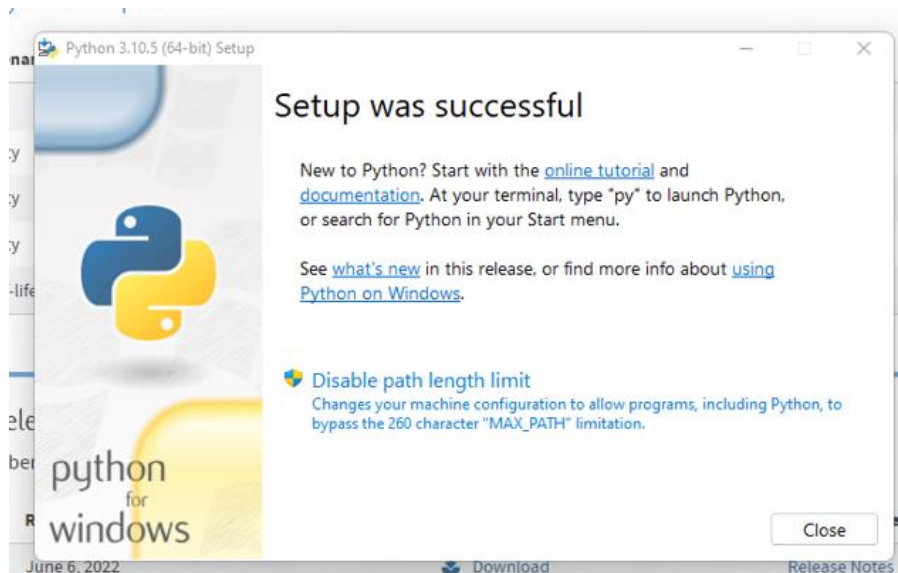 Python 3.10.5 (64-bit) Setup
Setup was successful
New to Python? Start with the online tutorial and
documentation. At your terminal, type "py" to launch Python,
or search for Python in your Start menu.
See what's new in this release, or find more info about using
Python on Windows.
Disable path length limit
Changes your machine configuration to allow programs, including Python, to
bypass the 260 character "MAX_PATH" limitation.
python
for
windows
Close
June 6, 2022 Download Release Notes